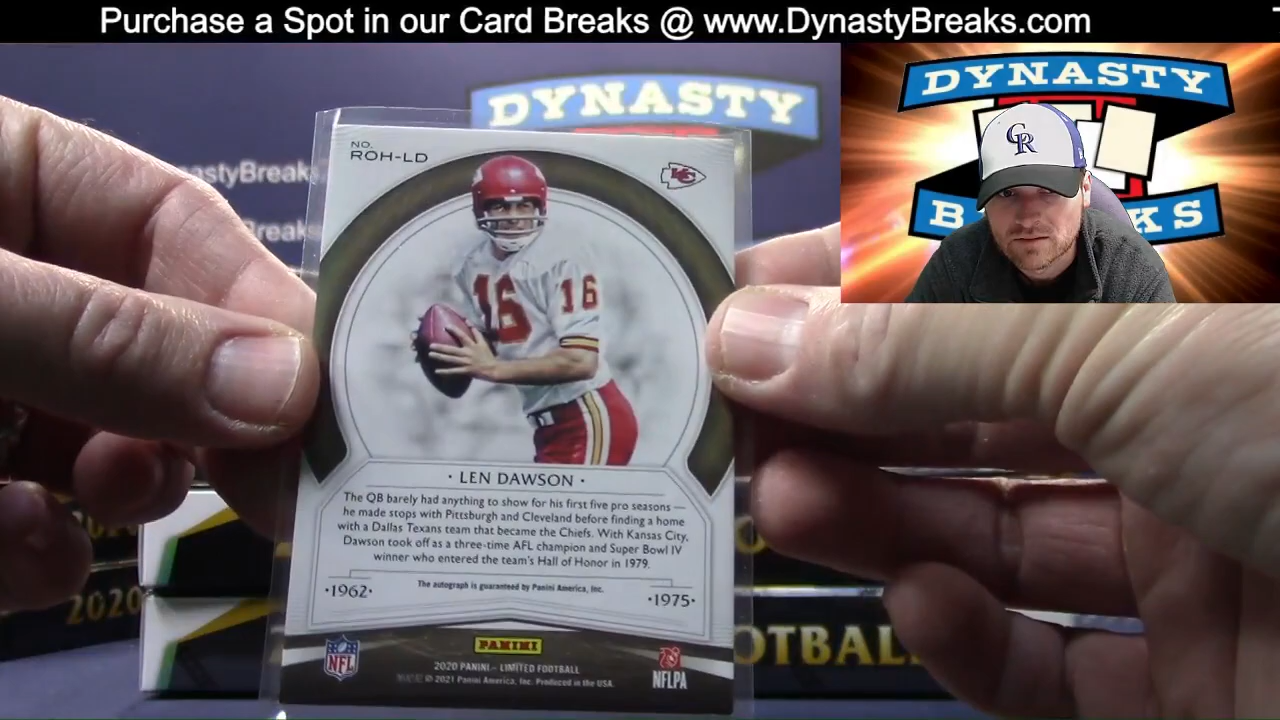 Purchase a Spot in our Card Breaks @ www.DynastyBreaks.com
DYNASTY
DYNASTY
CR
KS
nastyBreaks
NO.
ROH-LD
KC
16 16
· LEN DAWSON ·
The QB barely had anything to show for his first five pro seasons —
he made stops with Pittsburgh and Cleveland before finding a home
with a Dallas Texans team that became the Chiefs. With Kansas City,
Dawson took off as a three-time AFL champion and Super Bowl IV
winner who entered the team's Hall of Honor in 1979.
The autograph is guaranteed by Panini America, Inc.
·1962·
·1975·
2020
OTBALL
PANINI
NFL
NFLPA
2020 PANINI – LIMITED FOOTBALL
© 2021 Panini America, Inc. Produced in the USA.